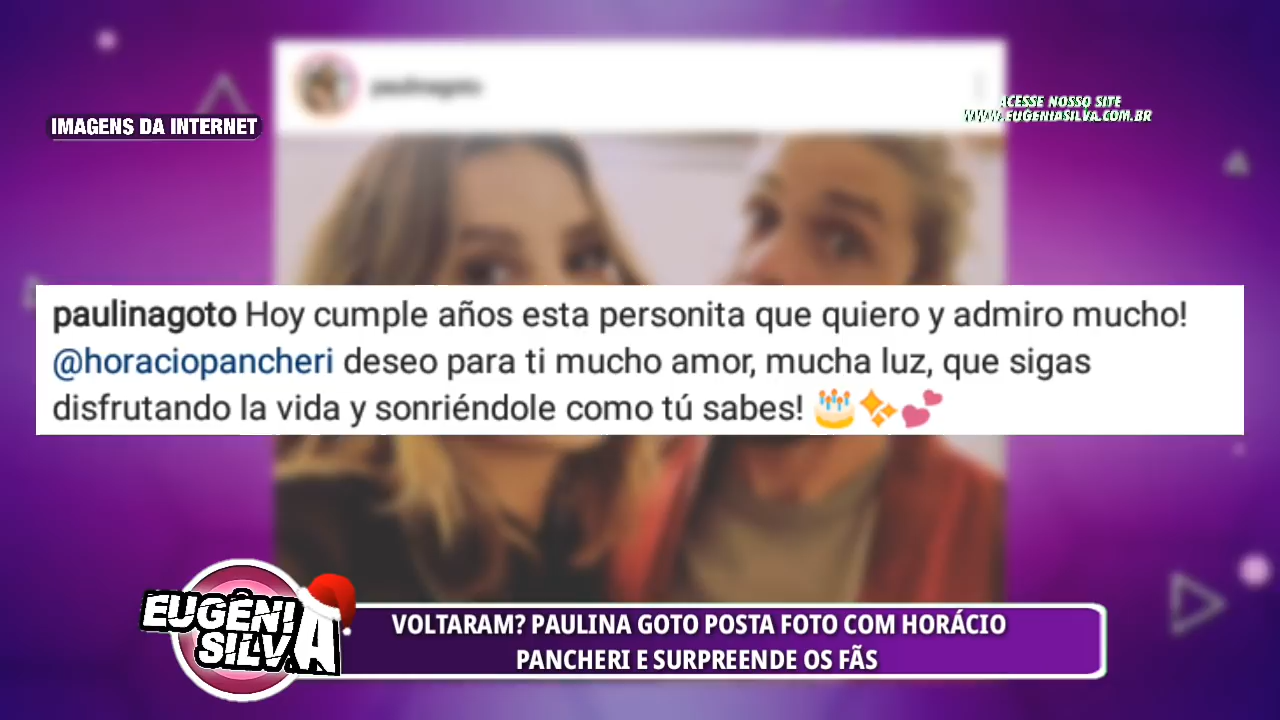 paulinagoto
IMAGENS DA INTERNET
ACESSE NOSSO SITE
WWW.EUGENIASILVA.COM.BR
paulinagoto Hoy cumple años esta personita que quiero y admiro mucho!
@horaciopancheri deseo para ti mucho amor, mucha luz, que sigas
disfrutando la vida y sonriéndole como tú sabes! 🎂✨💕
EUGÊNI
SILVA
VOLTARAM? PAULINA GOTO POSTA FOTO COM HORÁCIO
PANCHERI E SURPREENDE OS FÃS